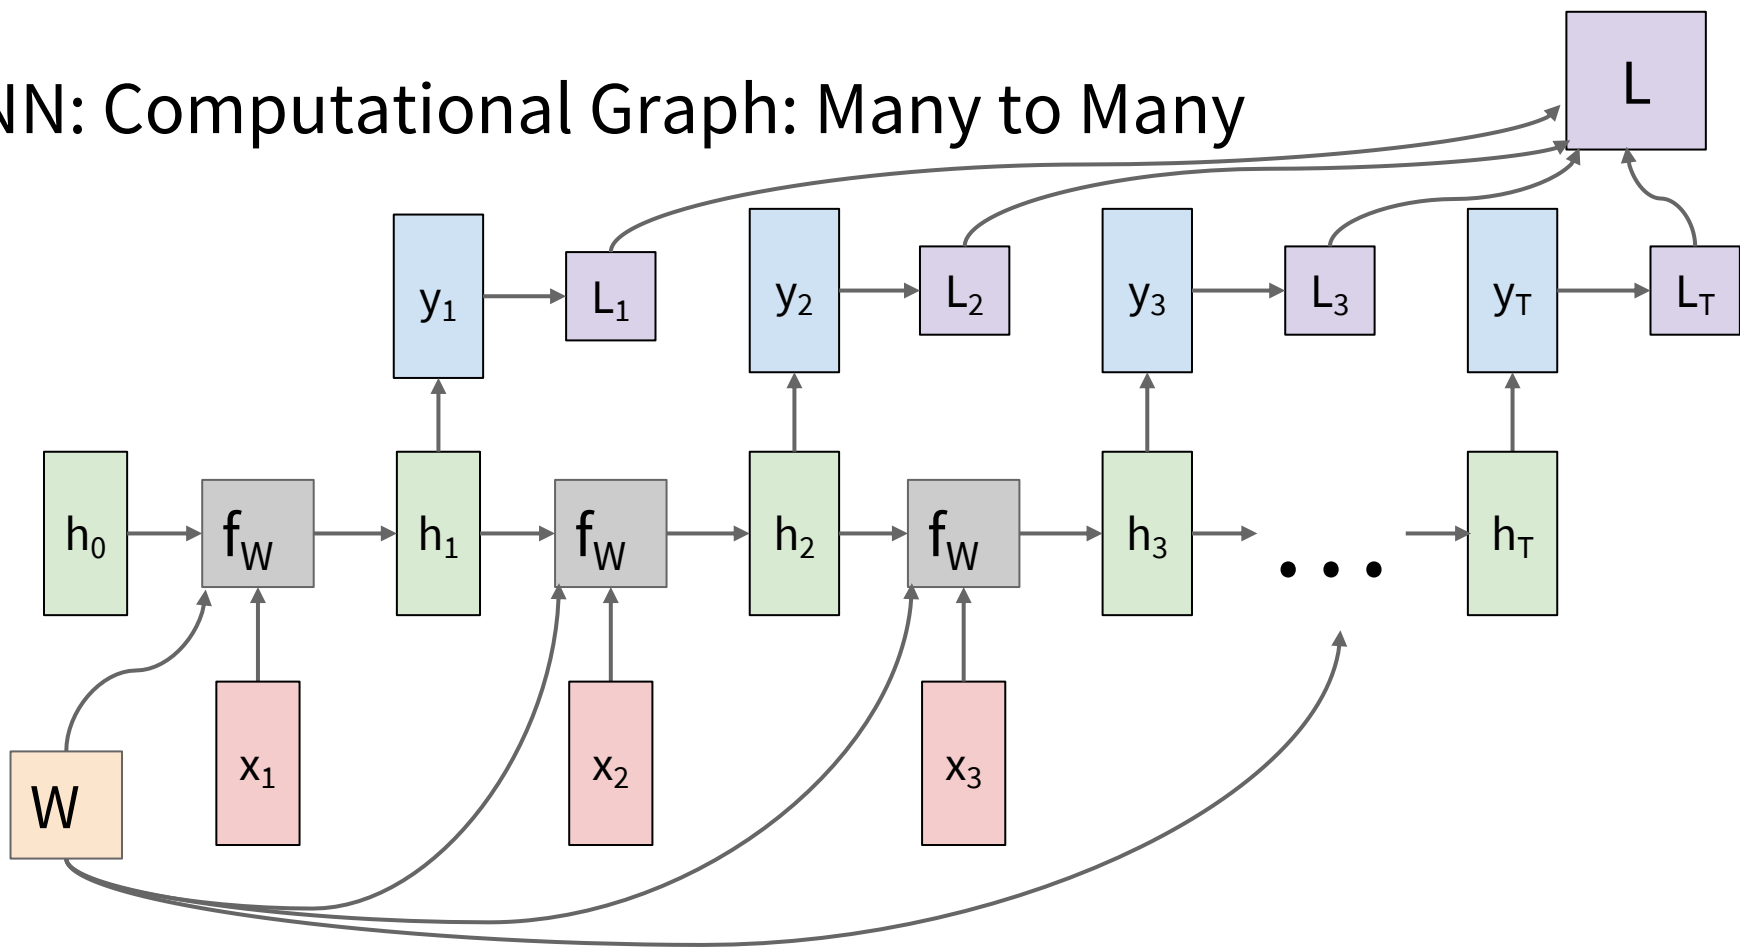 L
NN: Computational Graph: Many to Many
y1 L1 y2 L2 y3 L3 yT LT
h0 fW h1 fW h2 fW h3 ... hT
x1 x2 x3
W